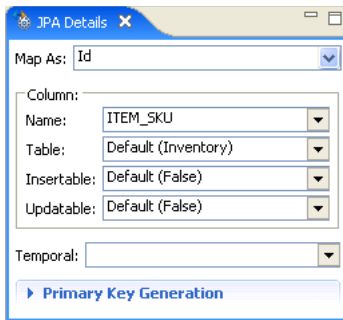 JPA Details
Map As: Id
Column:
Name: ITEM_SKU
Table: Default (Inventory)
Insertable: Default (False)
Updatable: Default (False)
Temporal:
Primary Key Generation